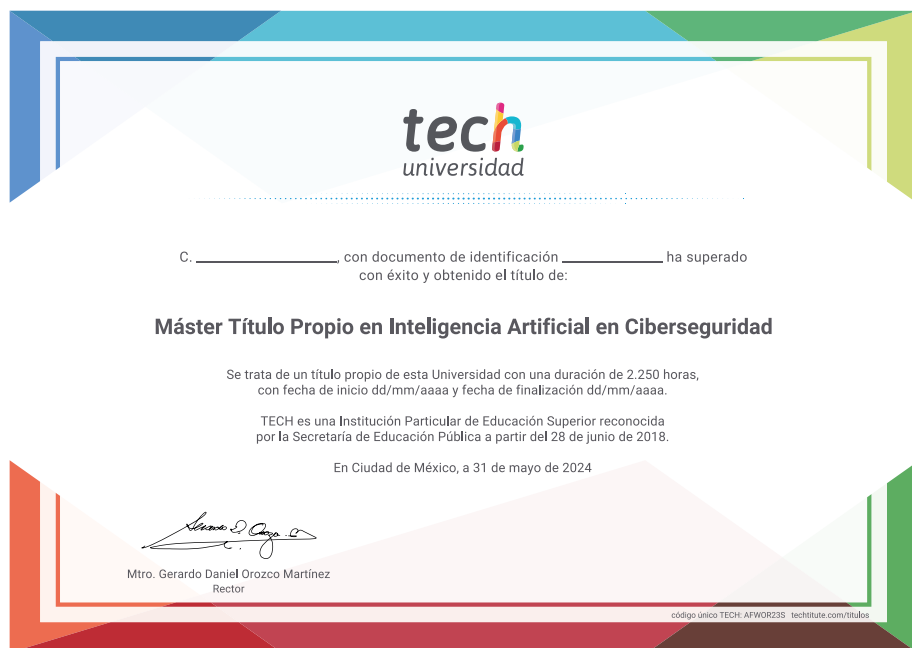 tech
universidad
C. , con documento de identificación ha superado
con éxito y obtenido el título de:
Máster Título Propio en Inteligencia Artificial en Ciberseguridad
Se trata de un título propio de esta Universidad con una duración de 2.250 horas,
con fecha de inicio dd/mm/aaaa y fecha de finalización dd/mm/aaaa.
TECH es una Institución Particular de Educación Superior reconocida
por la Secretaría de Educación Pública a partir del 28 de junio de 2018.
En Ciudad de México, a 31 de mayo de 2024
Mtro. Gerardo Daniel Orozco Martínez
Rector
código único TECH: AFWOR23S techtitute.com/titulos